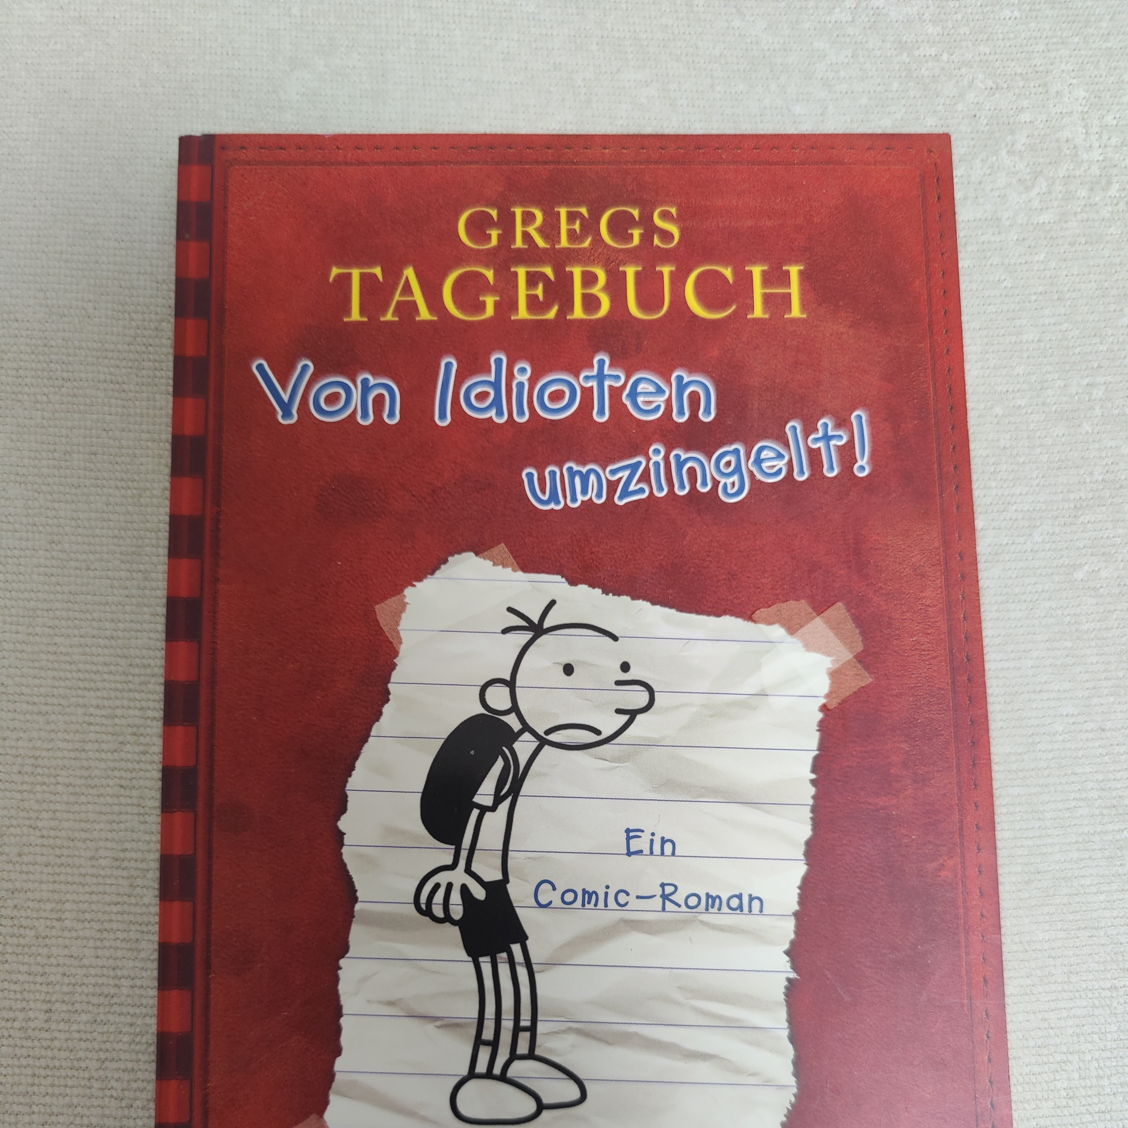 GREGS
TAGEBUCH
Von Idioten
umzingelt!
Ein
Comic-Roman